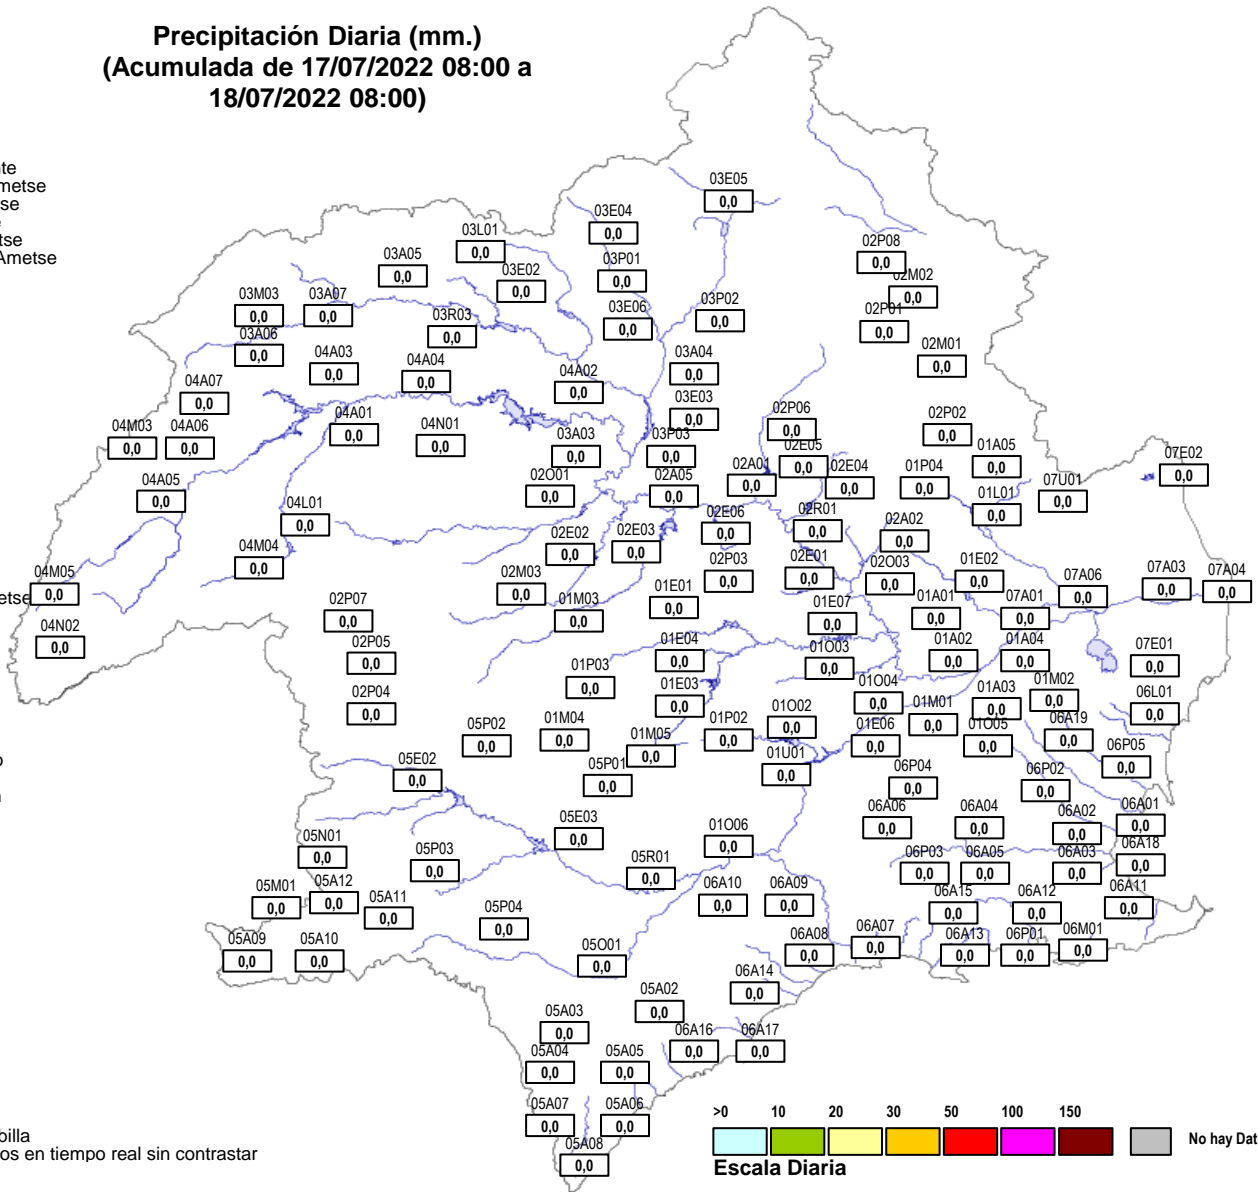 Precipitación Diaria (mm.)
(Acumulada de 17/07/2022 08:00 a
18/07/2022 08:00)
03E05
0,0
03E04
0,0
03L01
0,0
02P08
0,0
03A05
0,0
03P01
0,0
03E02
0,0
02M02
0,0
03M03
0,0
03A07
0,0
03P02
0,0
03E06
0,0
02P01
0,0
03R03
0,0
03A06
0,0
02M01
0,0
04A03
0,0
03A04
0,0
04A04
0,0
04A02
0,0
04A07
0,0
03E03
0,0
02P06
0,0
04A01
0,0
02P02
0,0
04M03
0,0
04A06
0,0
04N01
0,0
03A03
0,0
03P03
0,0
02E05
0,0
01A05
0,0
07E02
0,0
02A01
0,0
02E04
0,0
01P04
0,0
02O01
0,0
02A05
0,0
04A05
0,0
07U01
0,0
01L01
0,0
04L01
0,0
02R01
0,0
02E06
0,0
02A02
0,0
02E02
0,0
02E03
0,0
04M04
0,0
02P03
0,0
02E01
0,0
02O03
0,0
01E02
0,0
04M05
0,0
02M03
0,0
07A03
0,0
07A04
0,0
07A06
0,0
01E01
0,0
02P07
0,0
01M03
0,0
01E07
0,0
01A01
0,0
07A01
0,0
04N02
0,0
02P05
0,0
01E04
0,0
01O03
0,0
01A02
0,0
01A04
0,0
07E01
0,0
01P03
0,0
01E03
0,0
01O04
0,0
01A03
0,0
01M02
0,0
06L01
0,0
02P04
0,0
01M01
0,0
01O02
0,0
05P02
0,0
01M04
0,0
01P02
0,0
01E06
0,0
01O05
0,0
06A19
0,0
01M05
0,0
06P05
0,0
05E02
0,0
05P01
0,0
01U01
0,0
06P04
0,0
06P02
0,0
05E03
0,0
06A06
0,0
06A04
0,0
06A02
0,0
06A01
0,0
01O06
0,0
05N01
0,0
05P03
0,0
05R01
0,0
06P03
0,0
06A05
0,0
06A03
0,0
06A18
0,0
05M01
0,0
05A12
0,0
05A11
0,0
06A10
0,0
06A09
0,0
06A15
0,0
06A12
0,0
06A11
0,0
05P04
0,0
05A09
0,0
05A10
0,0
05O01
0,0
06A08
0,0
06A07
0,0
06A13
0,0
06P01
0,0
06M01
0,0
06A14
0,0
05A02
0,0
05A03
0,0
06A16
0,0
06A17
0,0
05A04
0,0
05A05
0,0
05A07
0,0
05A06
0,0
05A08
0,0
nte
metse
tse
Ametse
etse
billa
os en tiempo real sin contrastar
>0 10 20 30 50 100 150
No hay Dat
Escala Diaria